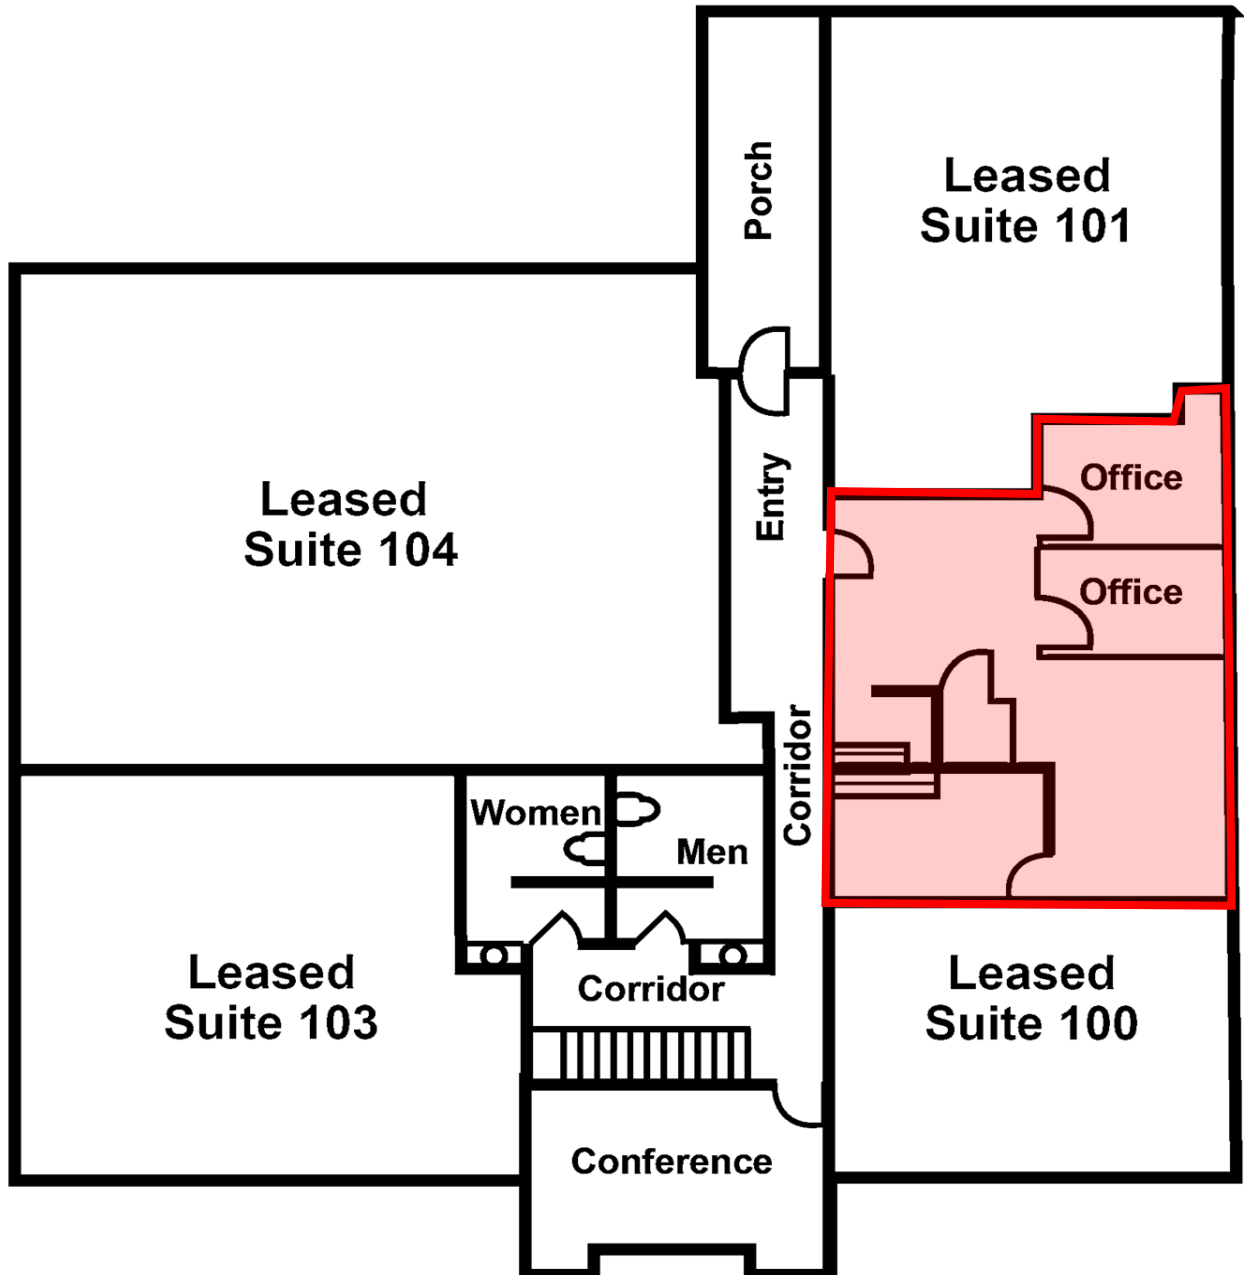 Porch
Leased
Suite 101
Leased
Suite 104
Entry
Office
Office
Corridor
Women
Men
Leased
Suite 103
Corridor
Leased
Suite 100
Conference